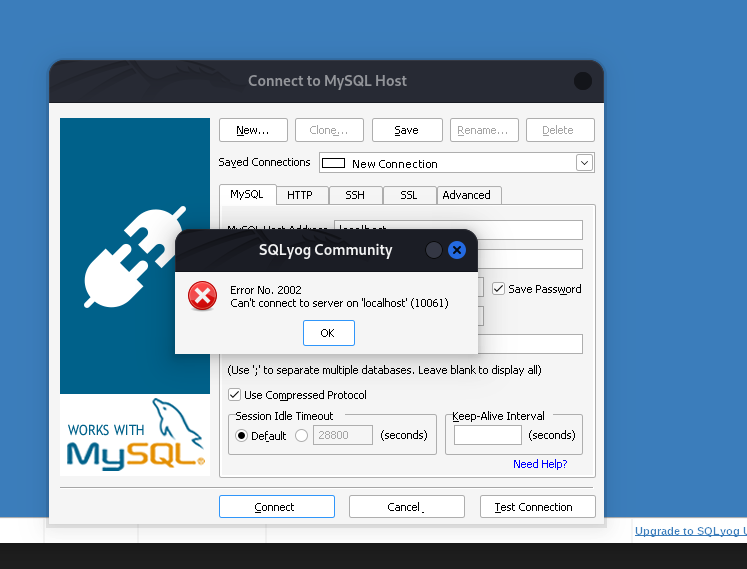 Connect to MySQL Host
New...
Clone...
Save
Rename...
Delete
Saved Connections
New Connection
MySQL
HTTP
SSH
SSL
Advanced
MySQL Host Address
localhost
SQLyog Community
Error No. 2002
Can't connect to server on 'localhost' (10061)
OK
Save Password
(Use ';' to separate multiple databases. Leave blank to display all)
Use Compressed Protocol
Session Idle Timeout
Default
28800
(seconds)
Keep-Alive Interval
(seconds)
Need Help?
WORKS WITH
MySQL®
Connect
Cancel
Test Connection
Upgrade to SQLyog U